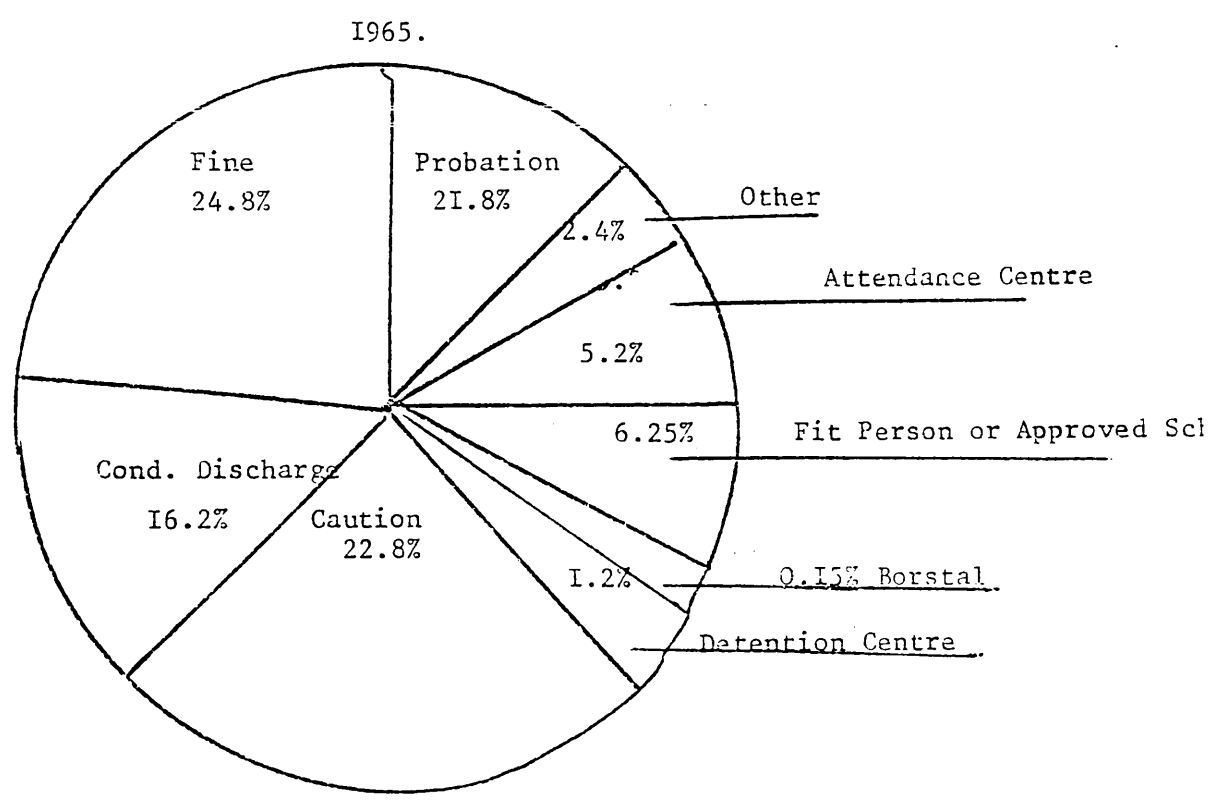 I965.
Fine
24.8%
Probation
2I.8%
Other
2.4%
Attendance Centre
5.2%
6.25%
Fit Person or Approved Scl
Cond. Discharge
I6.2%
Caution
22.8%
I.2%
0.I5% Borstal
Detention Centre